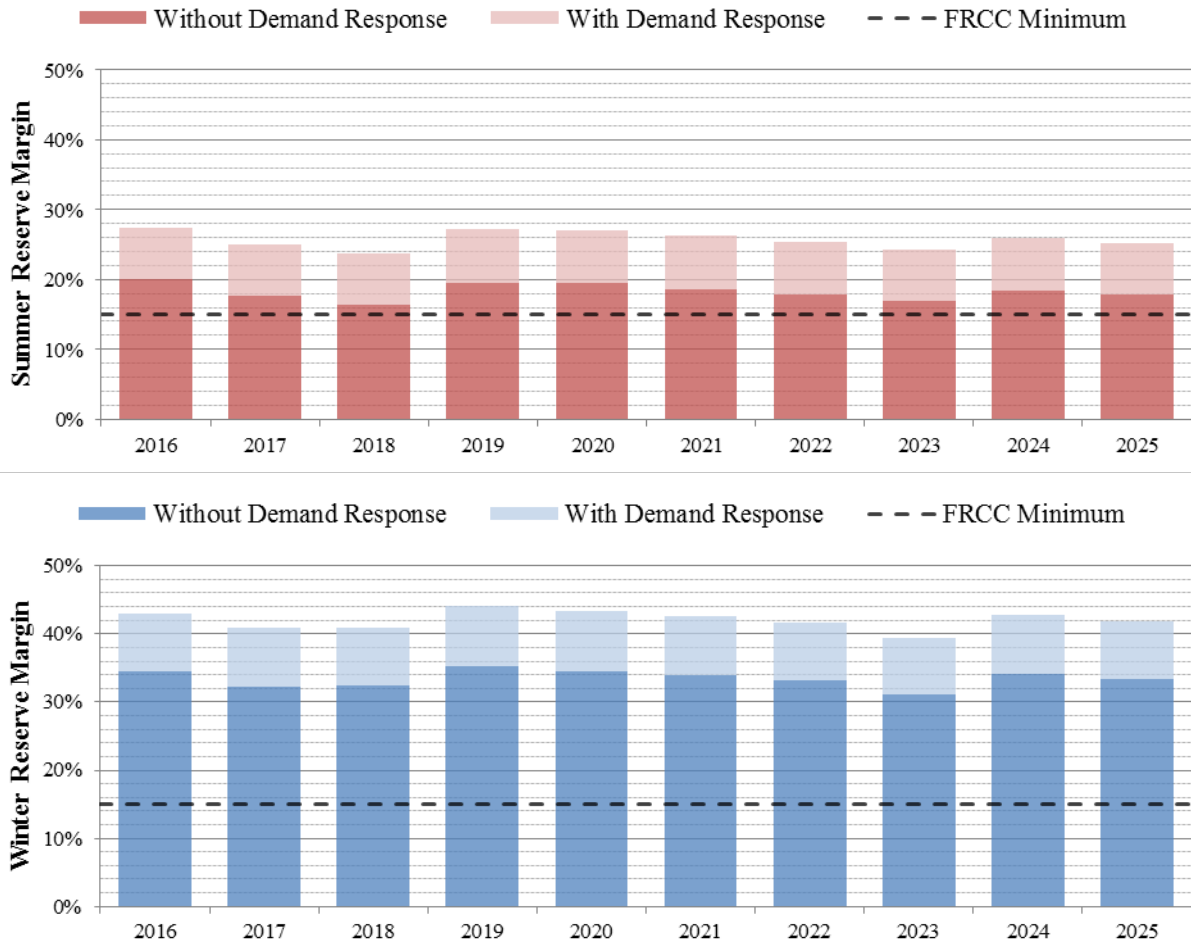 Without Demand Response With Demand Response FRCC Minimum
Summer Reserve Margin
50%
40%
30%
20%
10%
0%
2016 2017 2018 2019 2020 2021 2022 2023 2024 2025
Without Demand Response With Demand Response FRCC Minimum
Winter Reserve Margin
50%
40%
30%
20%
10%
0%
2016 2017 2018 2019 2020 2021 2022 2023 2024 2025